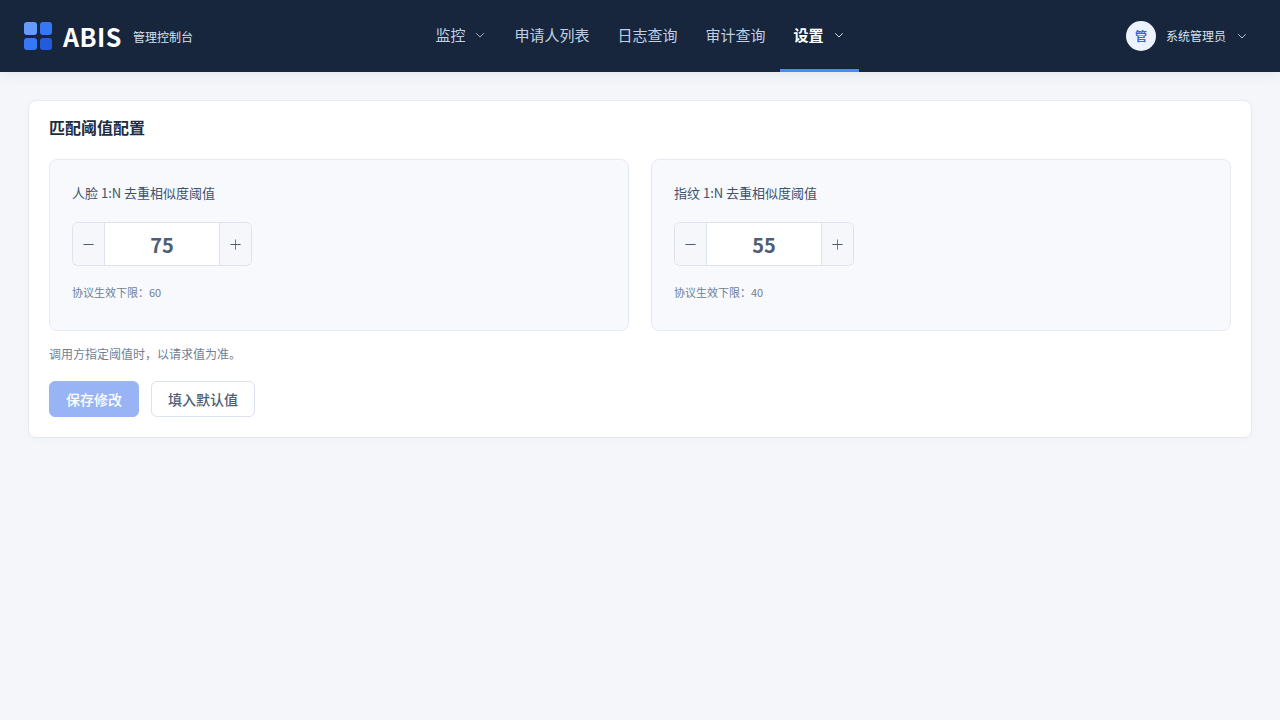 ABIS 管理控制台 监控 申请人列表 日志查询 审计查询 设置 管 系统管理员
匹配阈值配置
人脸 1:N 去重相似度阈值
75
协议生效下限：60
指纹 1:N 去重相似度阈值
55
协议生效下限：40
调用方指定阈值时，以请求值为准。
保存修改 填入默认值